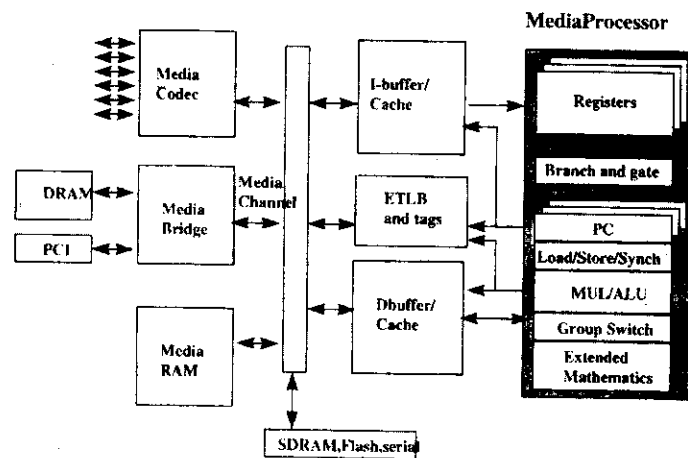 MediaProcessor
Media
Codec
I-buffer/
Cache
Registers
Branch and gate
DRAM
PCI
Media
Bridge
Media
Channel
ETLB
and tags
PC
Load/Store/Synch
MUL/ALU
Group Switch
Extended
Mathematics
Dbuffer/
Cache
Media
RAM
SDRAM,Flash,serial